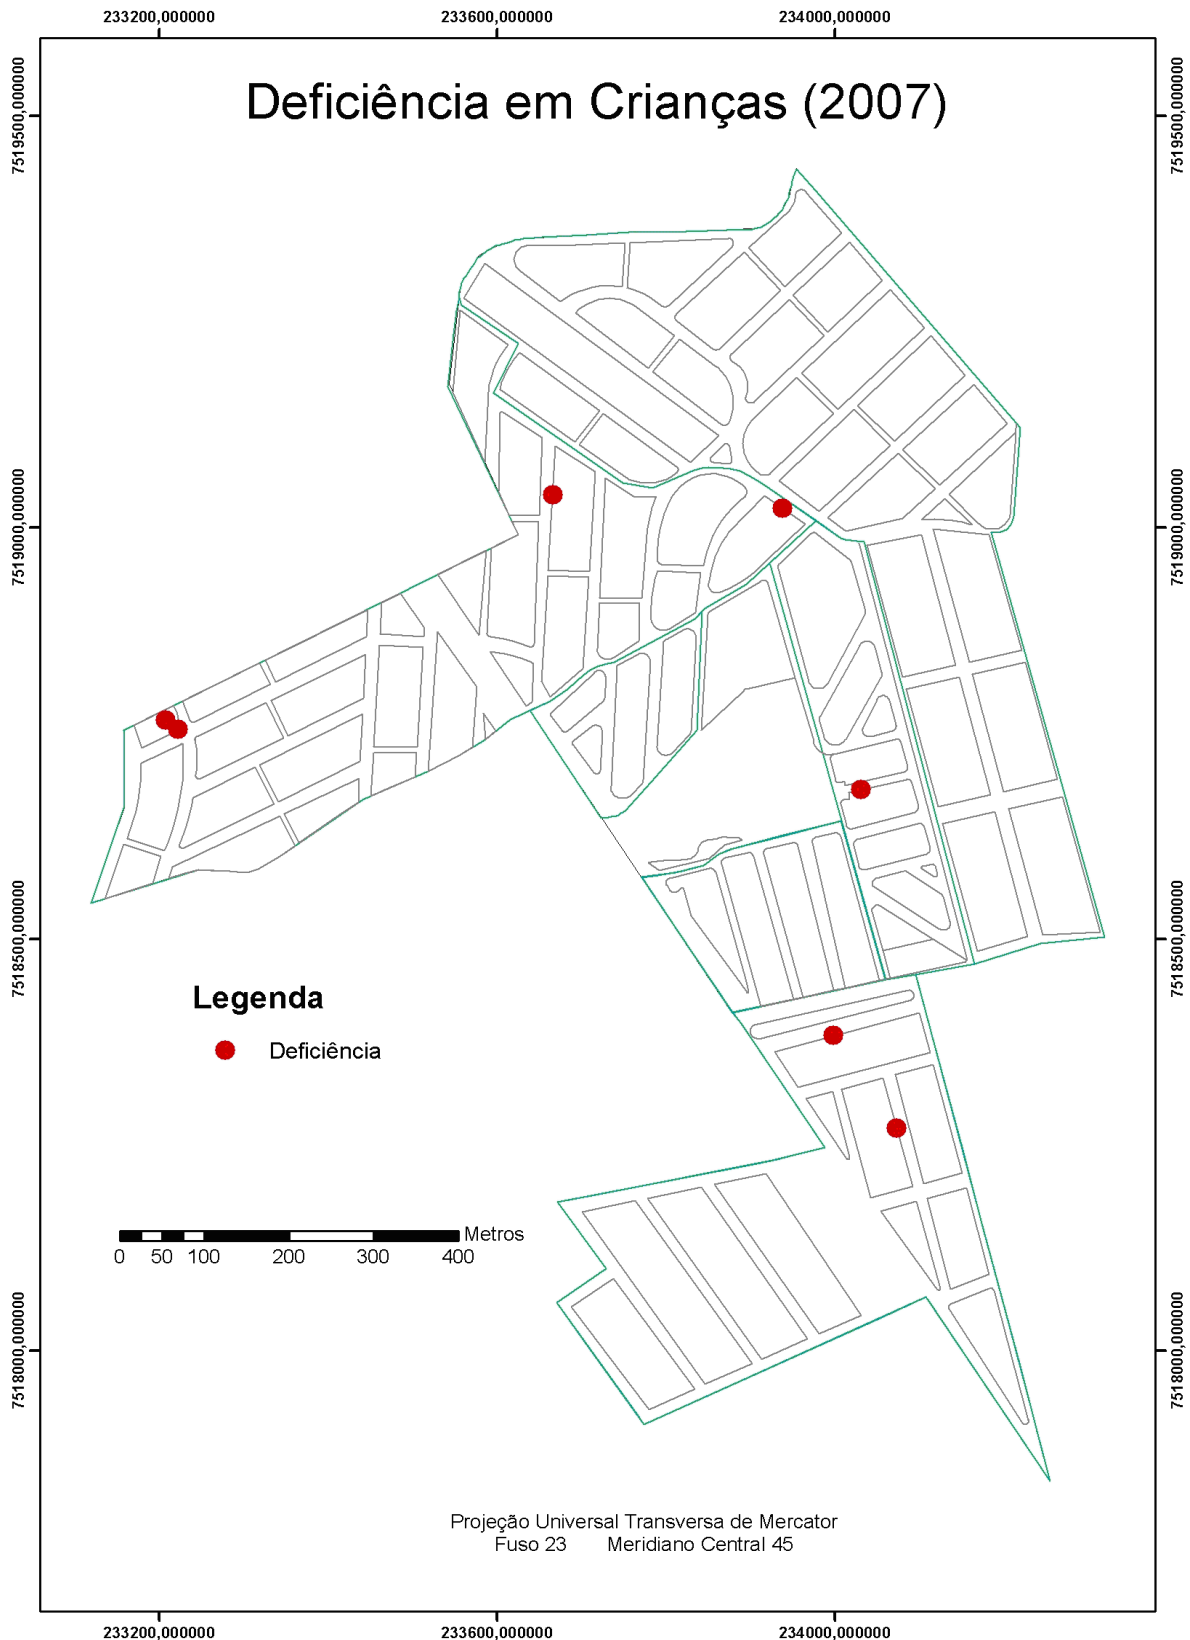 233200,000000 233600,000000 234000,000000
Deficiência em Crianças (2007)
7519500,000000 7519500,000000
7519000,000000 7519000,000000
7518500,000000 7518500,000000
Legenda
Deficiência
Metros
0 50 100 200 300 400
7518000,000000 7518000,000000
Projeção Universal Transversa de Mercator
Fuso 23 Meridiano Central 45
233200,000000 233600,000000 234000,000000